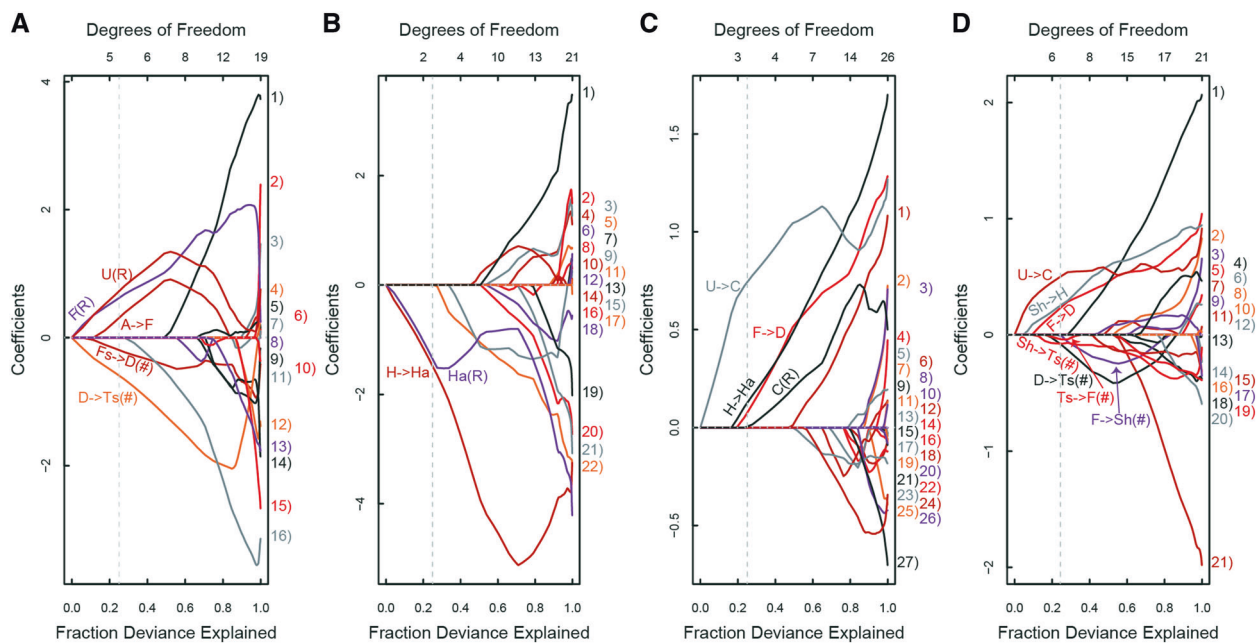 A
Degrees of Freedom
5 6 8 12 19
4
2
0
−2
Coefficients
0.0 0.2 0.4 0.6 0.8 1.0
Fraction Deviance Explained
F(R)
U(R)
A->F
Fs->D(#)
D->Ts(#)
1)
2)
3)
4)
5)
6)
7)
8)
9)
10)
11)
12)
13)
14)
15)
16)
B
Degrees of Freedom
2 4 10 13 21
2
0
−2
−4
Coefficients
0.0 0.2 0.4 0.6 0.8 1.0
Fraction Deviance Explained
H->Ha
Ha(R)
1)
2)
3)
4)
5)
6)
7)
8)
9)
10)
11)
12)
13)
14)
15)
16)
17)
18)
19)
20)
21)
22)
C
Degrees of Freedom
3 4 7 14 26
1.5
1.0
0.5
0.0
−0.5
Coefficients
0.0 0.2 0.4 0.6 0.8 1.0
Fraction Deviance Explained
U->C
F->D
H->Ha
C(R)
1)
2)
3)
4)
5)
6)
7)
8)
9)
10)
11)
12)
13)
14)
15)
16)
17)
18)
19)
20)
21)
22)
23)
24)
25)
26)
27)
D
Degrees of Freedom
6 8 15 17 21
2
1
0
−1
−2
Coefficients
0.0 0.2 0.4 0.6 0.8 1.0
Fraction Deviance Explained
U->C
Sh->H
F->D
Sh->Ts(#)
D->Ts(#)
Ts->F(#)
F->Sh(#)
1)
2)
3)
4)
5)
6)
7)
8)
9)
10)
11)
12)
13)
14)
15)
16)
17)
18)
19)
20)
21)